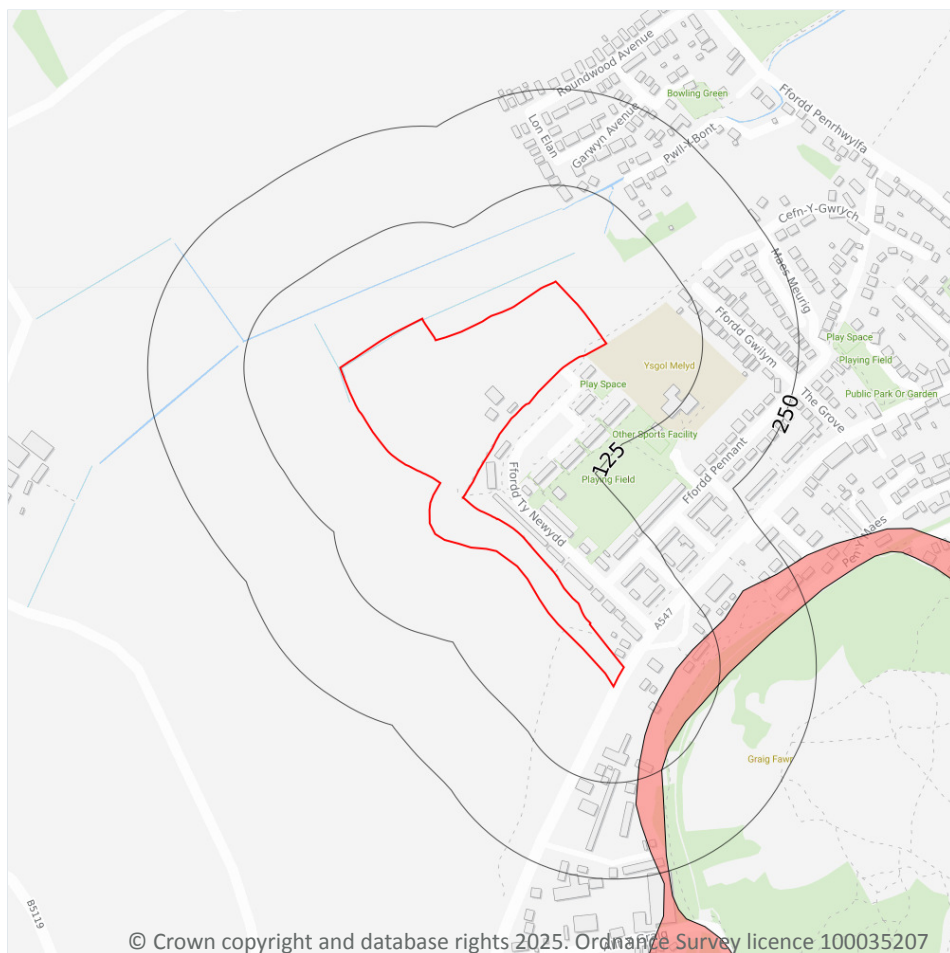 Roundwood Avenue
Bowling Green
Lon Elan
Garwyn Avenue
Pwll-Y-Bont
Ffordd Penrhwylfa
Cefn-Y-Gwrych
Maes Meurig
Ffordd Gwilym
Play Space
Playing Field
Ysgol Melyd
Play Space
The Grove
Public Park Or Garden
250
Other Sports Facility
125
Playing Field
Ffordd Pennant
Ffordd Ty Newydd
Pen-Y-Maes
A547
Graig Fawr
B5119
© Crown copyright and database rights 2025. Ordnance Survey licence 100035207